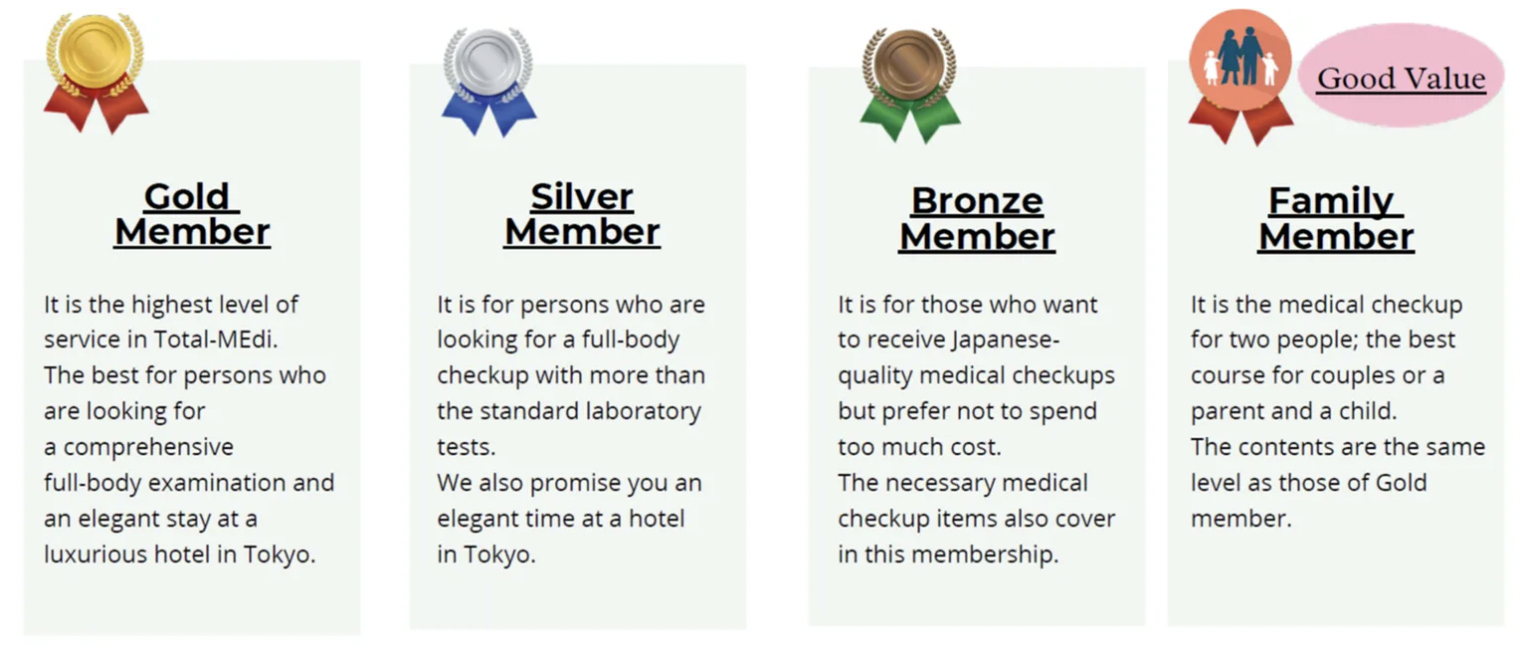 Gold
Member
It is the highest level of
service in Total-MEdi.
The best for persons who
are looking for
a comprehensive
full-body examination and
an elegant stay at a
luxurious hotel in Tokyo.
Silver
Member
It is for persons who are
looking for a full-body
checkup with more than
the standard laboratory
tests.
We also promise you an
elegant time at a hotel
in Tokyo.
Bronze
Member
It is for those who want
to receive Japanese-
quality medical checkups
but prefer not to spend
too much cost.
The necessary medical
checkup items also cover
in this membership.
Good Value
Family
Member
It is the medical checkup
for two people; the best
course for couples or a
parent and a child.
The contents are the same
level as those of Gold
member.